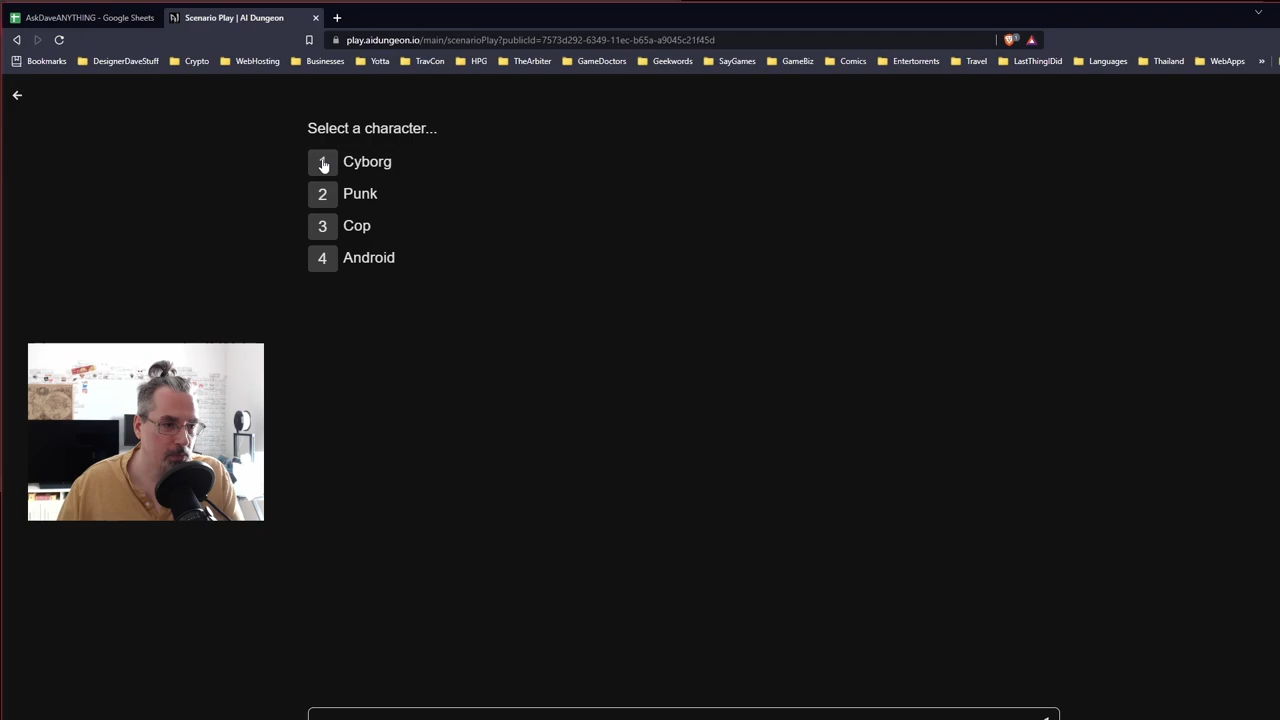 AskDaveANYTHING - Google Sheets
Scenario Play | AI Dungeon
play.aidungeon.io/main/scenarioPlay?publicId=7573d292-6349-11ec-b65a-a9045c21f45d
Bookmarks DesignerDaveStuff Crypto WebHosting Businesses Yotta TravCon HPG TheArbiter GameDoctors Geekwords SayGames GameBiz Comics Entertorrents Travel LastThingIDid Languages Thailand WebApps »
Select a character...
1 Cyborg
2 Punk
3 Cop
4 Android